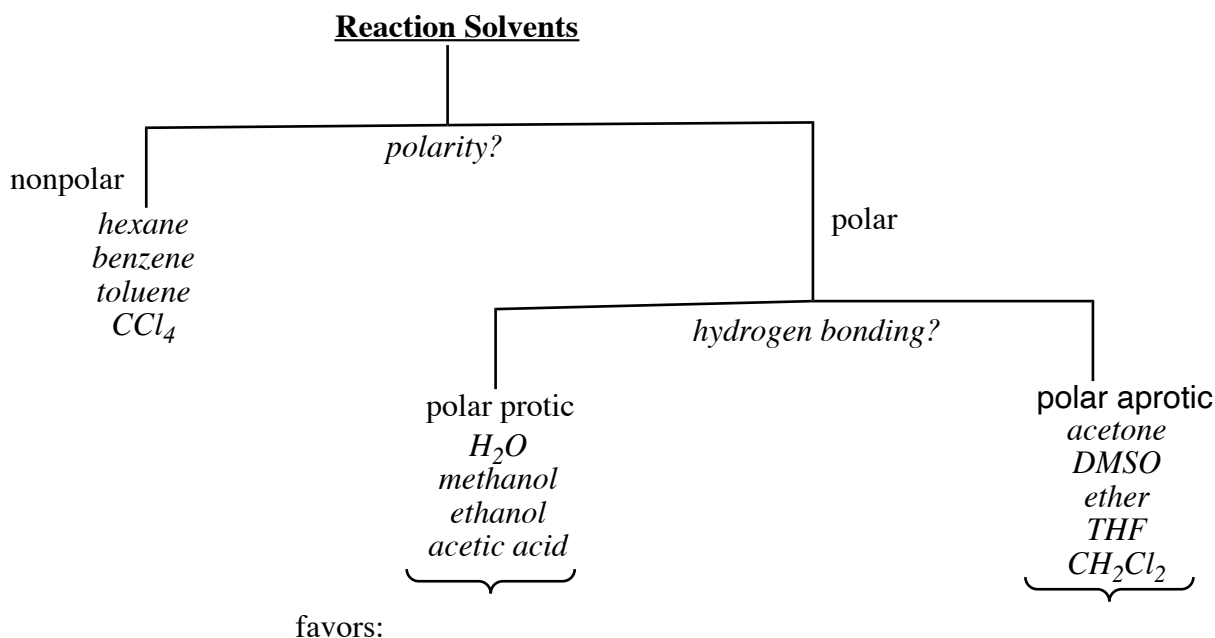 Reaction Solvents
polarity?
nonpolar
hexane
benzene
toluene
CCl4
polar
hydrogen bonding?
polar protic
H2O
methanol
ethanol
acetic acid
polar aprotic
acetone
DMSO
ether
THF
CH2Cl2
favors: